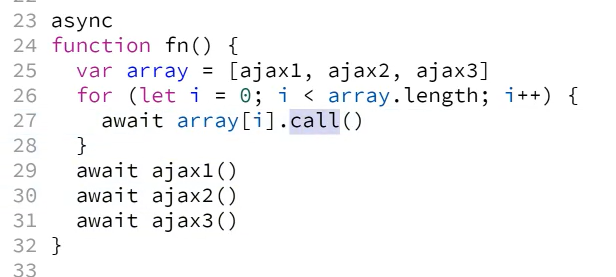 23 async
24 function fn() {
25   var array = [ajax1, ajax2, ajax3]
26   for (let i = 0; i < array.length; i++) {
27     await array[i].call()
28   }
29   await ajax1()
30   await ajax2()
31   await ajax3()
32 }
33